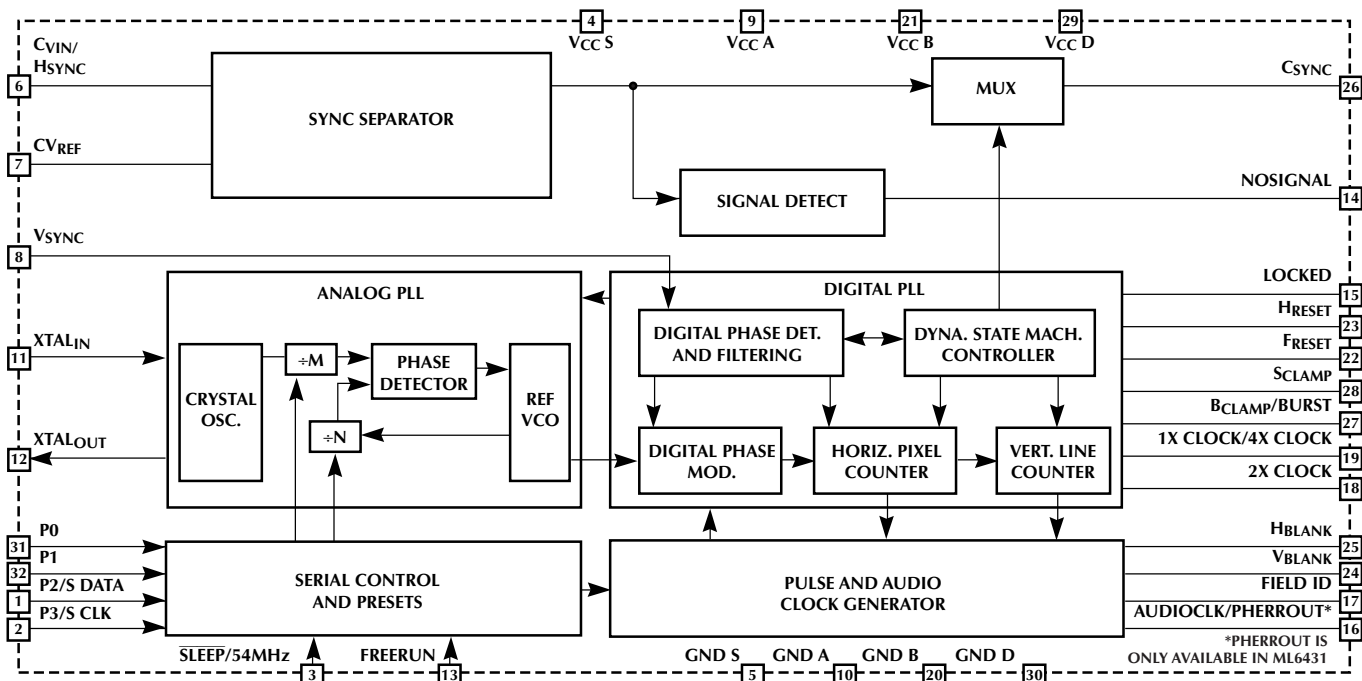 4
9
21
29
VCC S
VCC A
VCC B
VCC D
CVIN/
HSYNC
6
SYNC SEPARATOR
MUX
CSYNC
26
CVREF
7
SIGNAL DETECT
NOSIGNAL
14
VSYNC
8
ANALOG PLL
DIGITAL PLL
LOCKED
15
HRESET
23
FRESET
22
SCLAMP
28
BCLAMP/BURST
27
1X CLOCK/4X CLOCK
19
2X CLOCK
18
XTALIN
11
XTALOUT
12
CRYSTAL
OSC.
÷M
÷N
PHASE
DETECTOR
REF
VCO
DIGITAL PHASE DET.
AND FILTERING
DYNA. STATE MACH.
CONTROLLER
DIGITAL PHASE
MOD.
HORIZ. PIXEL
COUNTER
VERT. LINE
COUNTER
P0
31
P1
32
P2/S DATA
1
P3/S CLK
2
SERIAL CONTROL
AND PRESETS
PULSE AND AUDIO
CLOCK GENERATOR
HBLANK
25
VBLANK
24
FIELD ID
17
AUDIOCLK/PHERROUT*
16
*PHERROUT IS
ONLY AVAILABLE IN ML6431
SLEEP/54MHz
3
FREERUN
13
GND S
5
GND A
10
GND B
20
GND D
30